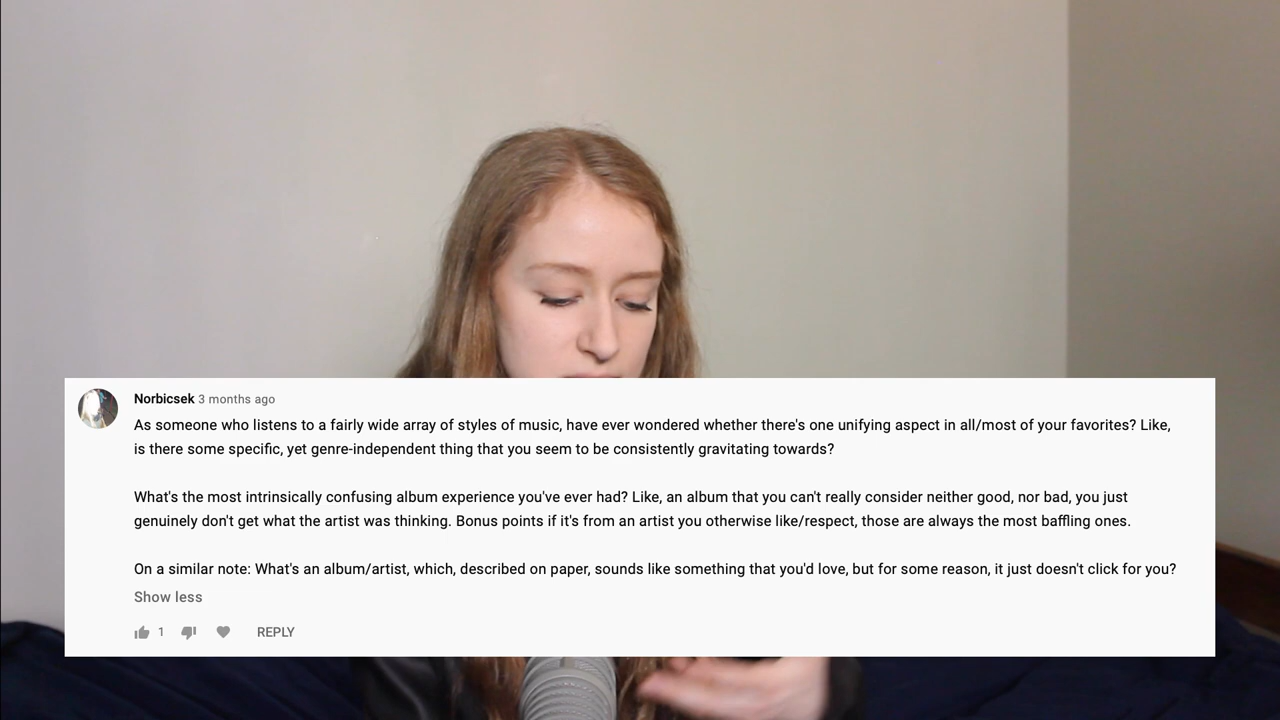 Norbicsek 3 months ago
As someone who listens to a fairly wide array of styles of music, have ever wondered whether there's one unifying aspect in all/most of your favorites? Like,
is there some specific, yet genre-independent thing that you seem to be consistently gravitating towards?
What's the most intrinsically confusing album experience you've ever had? Like, an album that you can't really consider neither good, nor bad, you just
genuinely don't get what the artist was thinking. Bonus points if it's from an artist you otherwise like/respect, those are always the most baffling ones.
On a similar note: What's an album/artist, which, described on paper, sounds like something that you'd love, but for some reason, it just doesn't click for you?
Show less
1 REPLY